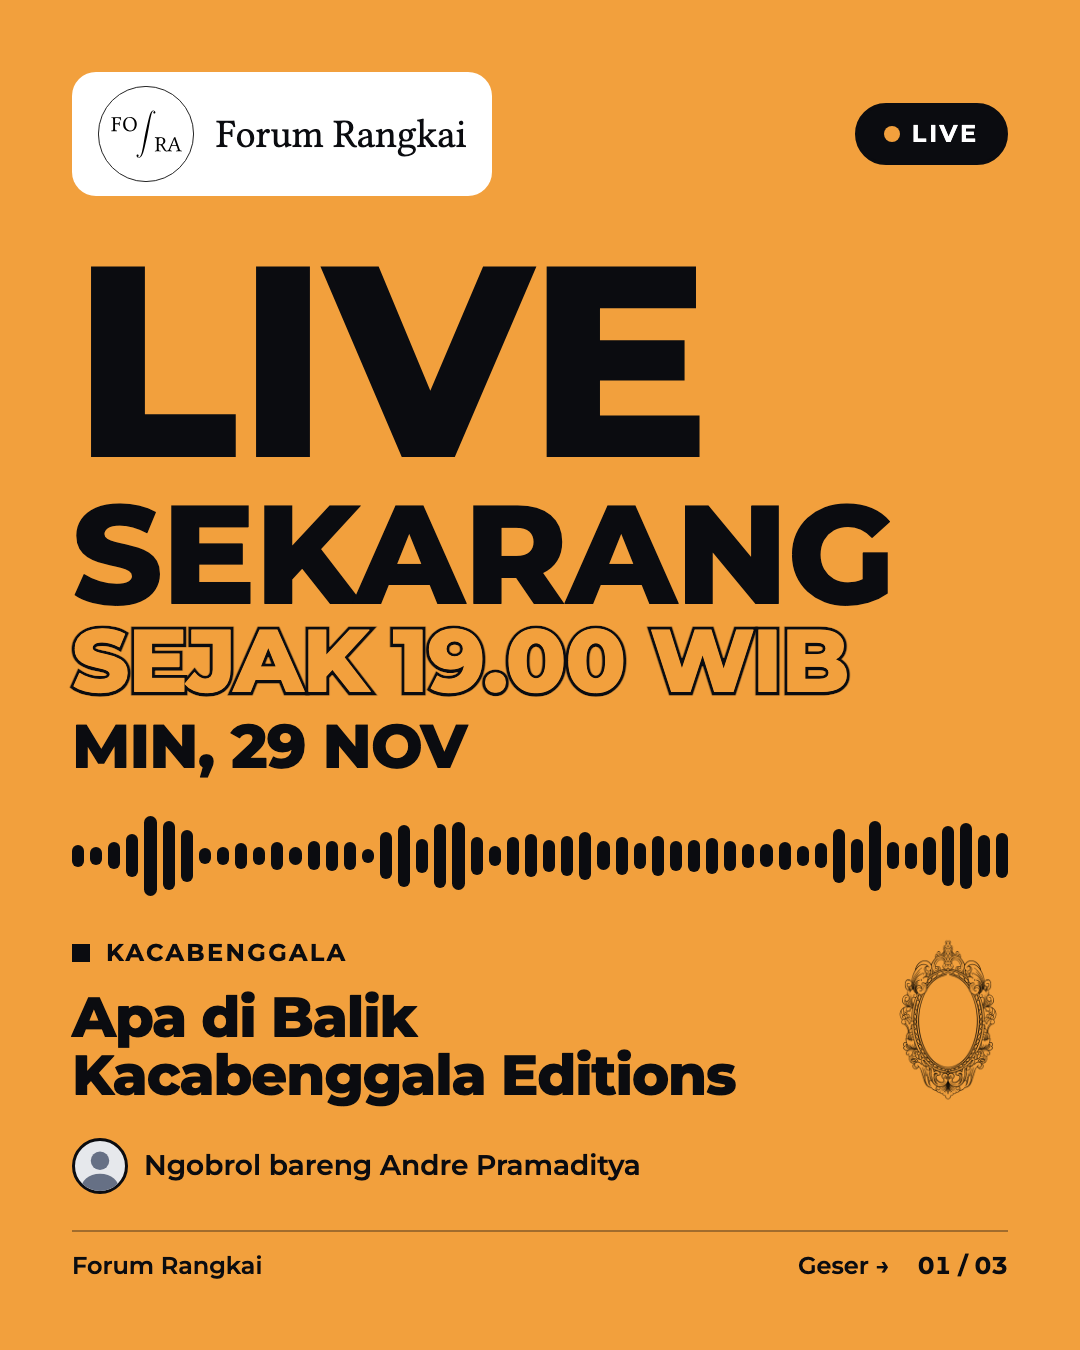 FO RA
Forum Rangkai
LIVE
LIVE
SEKARANG
SEJAK 19.00 WIB
MIN, 29 NOV
KACABENGGALA
Apa di Balik
Kacabenggala Editions
Ngobrol bareng Andre Pramaditya
Forum Rangkai
Geser → 01 / 03